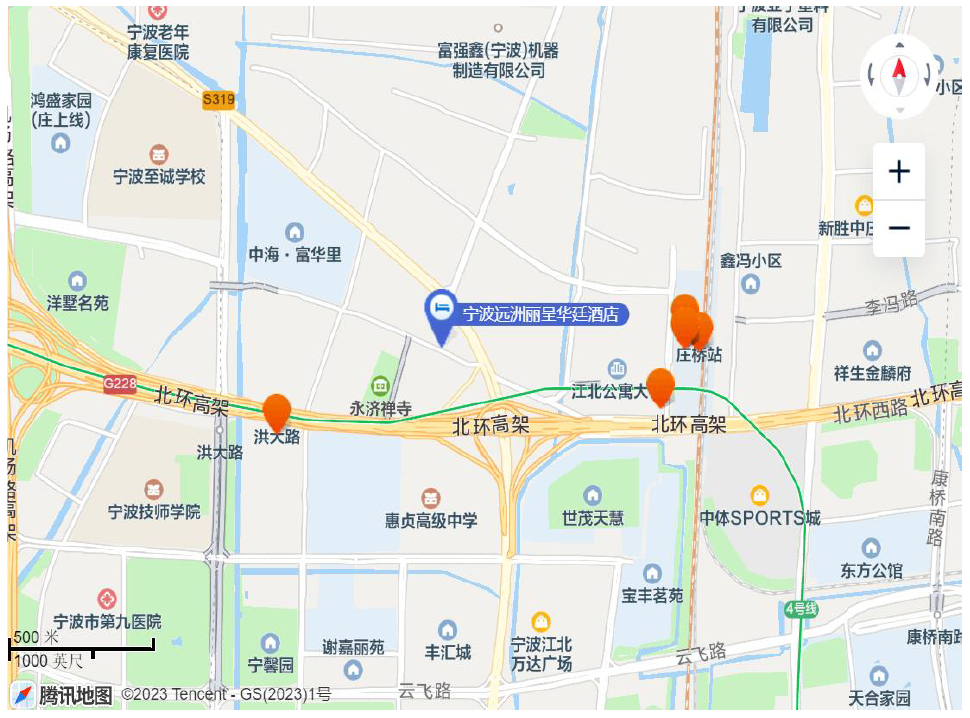 宁波老年
康复医院
富强鑫(宁波)机器
制造有限公司
有限公司
S319
鸿盛家园
(庄上线)
小区
宁波至诚学校
+
−
新胜中
中海·富华里
鑫冯小区
洋墅名苑
李冯路
宁波远洲丽呈华廷酒店
庄桥站
祥生金麟府
G228
北环高架
江北公寓大
永济禅寺
北环西路
北环高
北环高架
北环高架
洪大路
洪大路
康桥南路
宁波技师学院
惠贞高级中学
世茂天慧
中体SPORTS城
机场路高架
东方公馆
宝丰茗苑
宁波市第九医院
4号线
500 米
1000 英尺
宁馨园
谢嘉丽苑
丰汇城
宁波江北
万达广场
康桥南路
云飞路
云飞路
天合家园
腾讯地图 ©2023 Tencent - GS(2023)1号